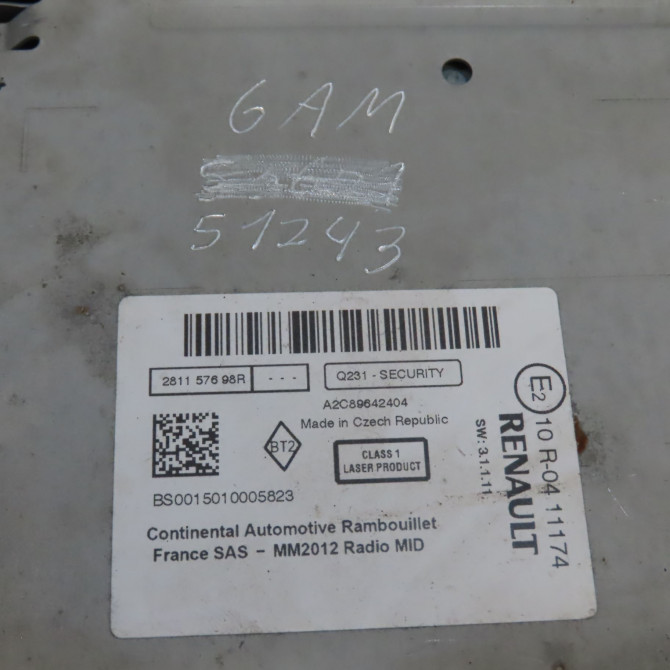 GAM
51243
2811 576 98R - - -
Q231 - SECURITY
A2C89642404
Made in Czech Republic
BT2
CLASS 1
LASER PRODUCT
BS0015010005823
Continental Automotive Rambouillet
France SAS – MM2012 Radio MID
SW: 3.1.1.11
RENAULT
E2 10 R-04 11174